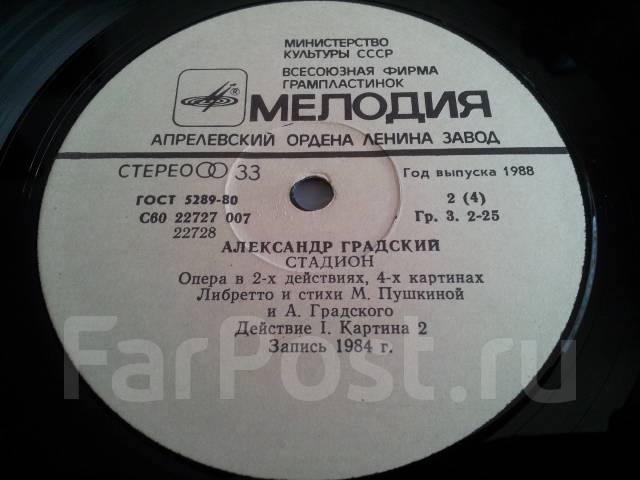 МИНИСТЕРСТВО
КУЛЬТУРЫ СССР
ВСЕСОЮЗНАЯ ФИРМА
ГРАМПЛАСТИНОК
®
МЕЛОДИЯ
АПРЕЛЕВСКИЙ ОРДЕНА ЛЕНИНА ЗАВОД
СТЕРЕО 33
Год выпуска 1988
ГОСТ 5289-80
2 (4)
С60 22727 007
Гр. 3. 2-25
22728
АЛЕКСАНДР ГРАДСКИЙ
СТАДИОН
Опера в 2-х действиях, 4-х картинах
Либретто и стихи М. Пушкиной
и А. Градского
Действие I. Картина 2
Запись 1984 г.
FarPost.ru